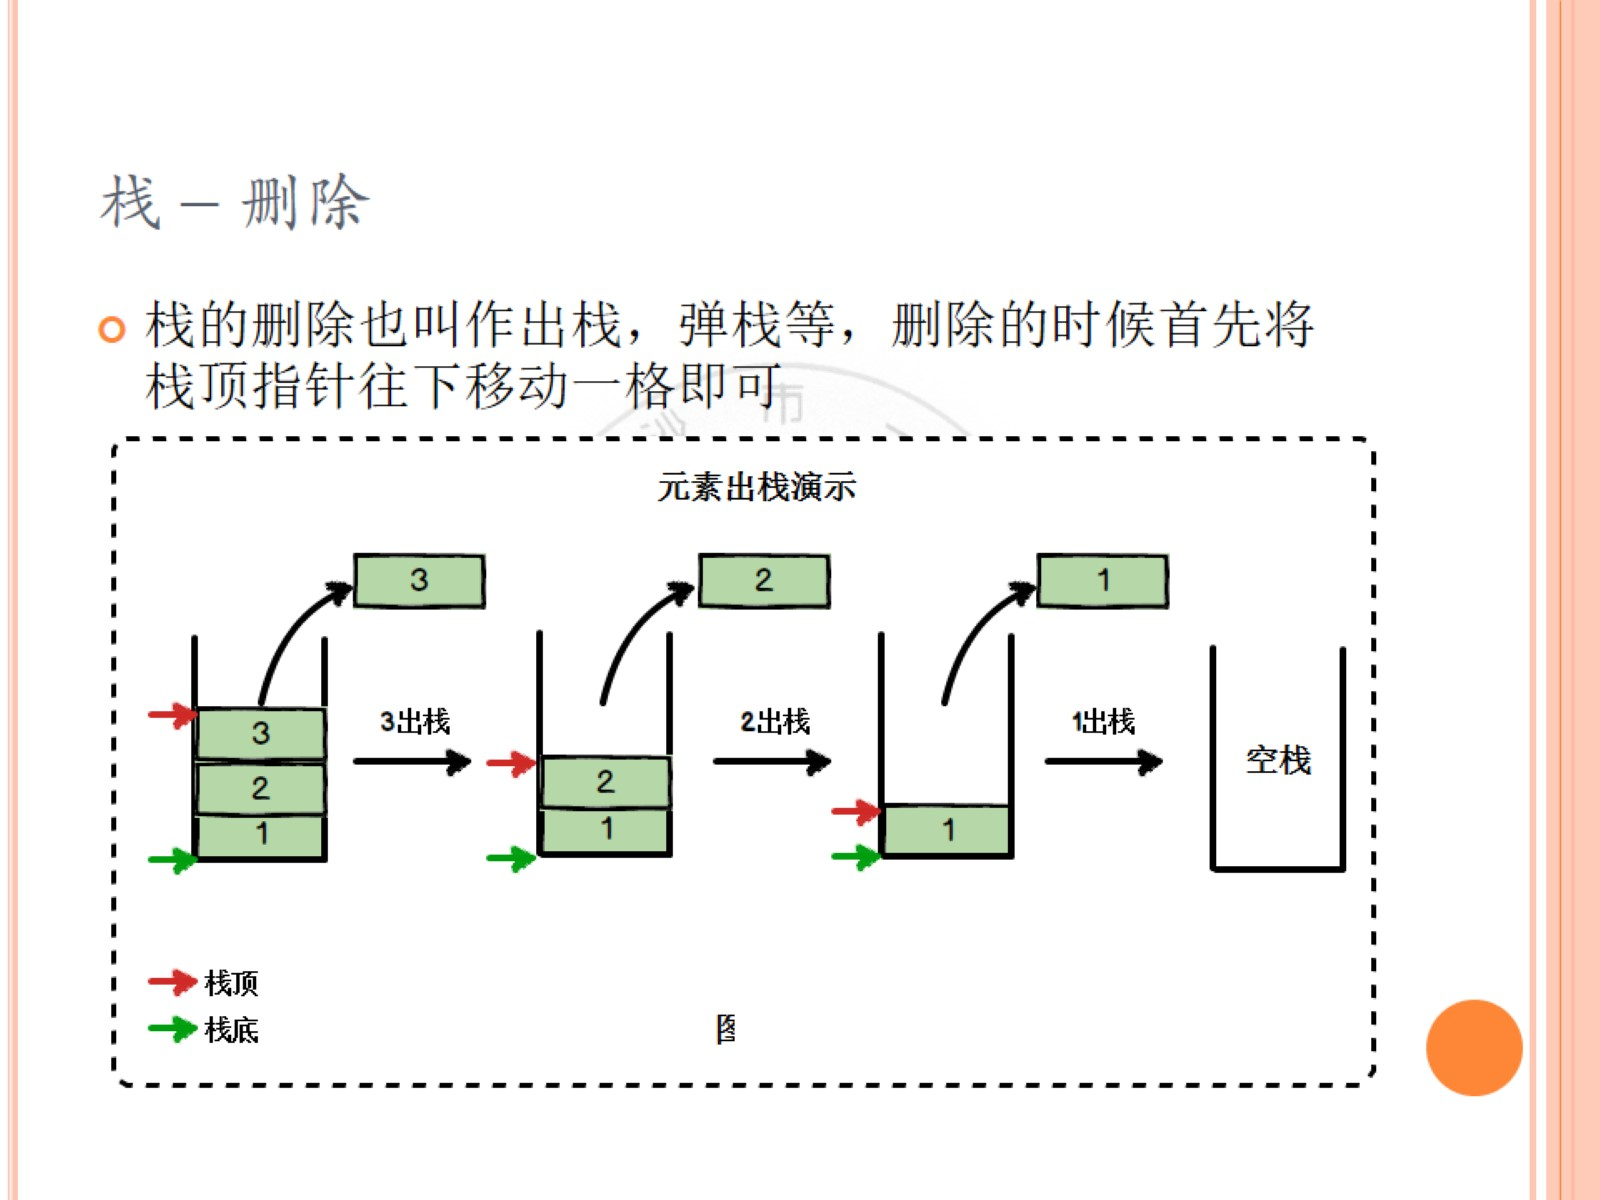 栈 – 删除
栈的删除也叫作出栈，弹栈等，删除的时候首先将
栈顶指针往下移动一格即可
市
元素出栈演示
3
2
1
3
2
1
3出栈
2
1
2出栈
1
1出栈
空栈
栈顶
栈底
图